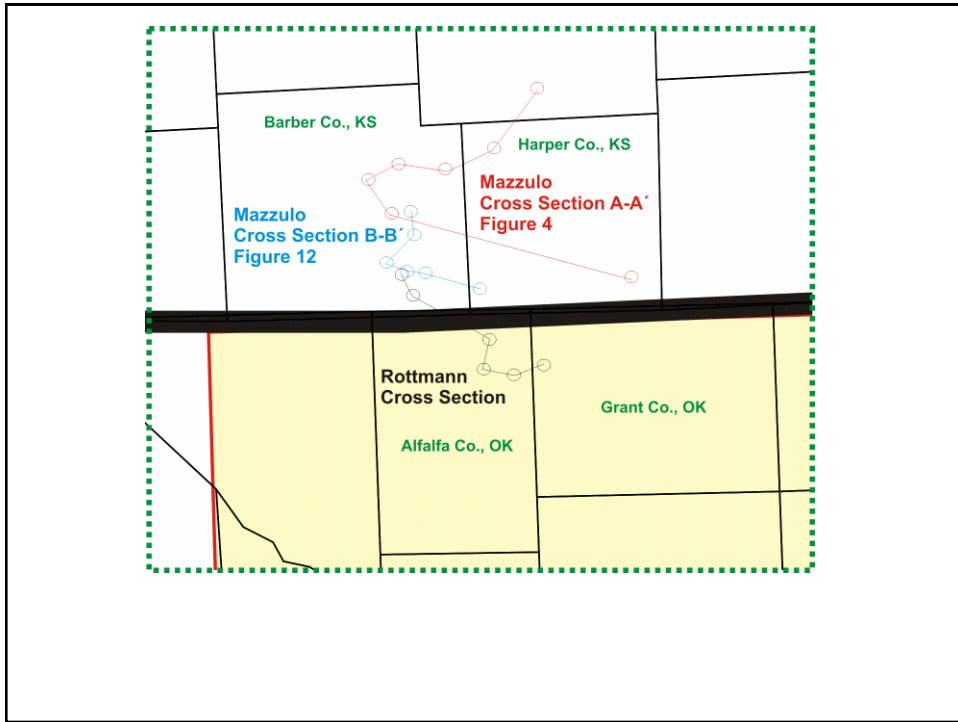 Barber Co., KS
Harper Co., KS
Mazzulo
Cross Section A-A´
Figure 4
Mazzulo
Cross Section B-B´
Figure 12
Rottmann
Cross Section
Grant Co., OK
Alfalfa Co., OK